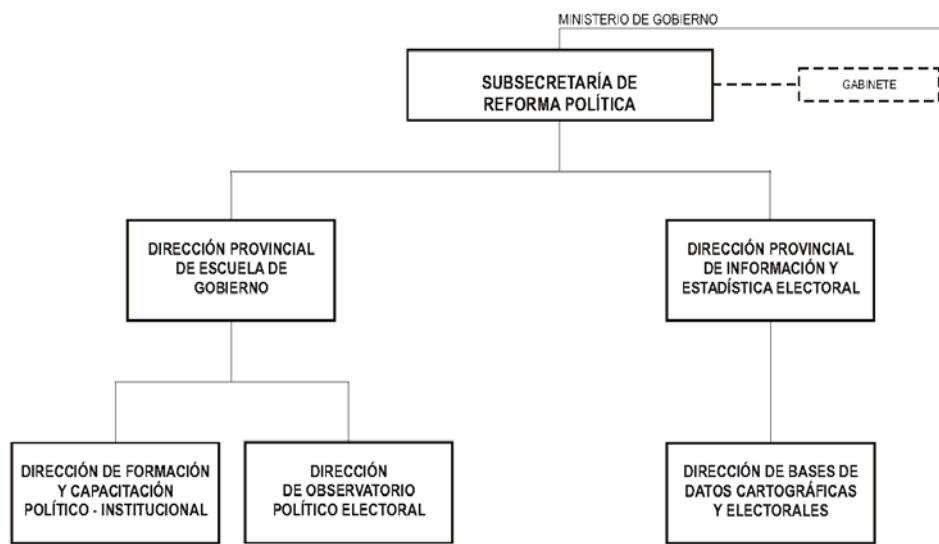 MINISTERIO DE GOBIERNO
SUBSECRETARÍA DE
REFORMA POLÍTICA
GABINETE
DIRECCIÓN PROVINCIAL
DE ESCUELA DE
GOBIERNO
DIRECCIÓN PROVINCIAL
DE INFORMACIÓN Y
ESTADÍSTICA ELECTORAL
DIRECCIÓN DE FORMACIÓN
Y CAPACITACIÓN
POLÍTICO - INSTITUCIONAL
DIRECCIÓN
DE OBSERVATORIO
POLÍTICO ELECTORAL
DIRECCIÓN DE BASES DE
DATOS CARTOGRÁFICAS
Y ELECTORALES